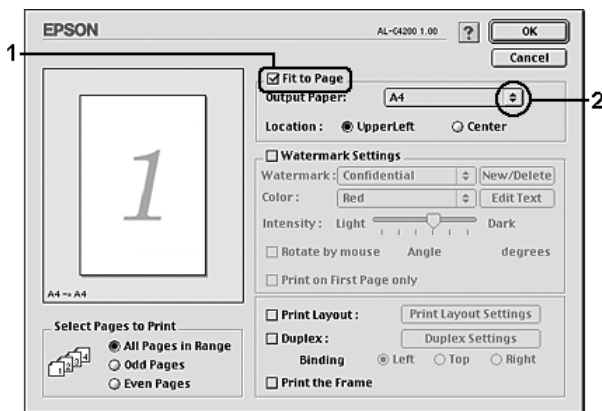 EPSON
AL-C4200 1.00
?
OK
Cancel
1
Fit to Page
Output Paper: A4
2
Location : UpperLeft Center
1
A4 → A4
Watermark Settings
Watermark: Confidential New/Delete
Color : Red Edit Text
Intensity : Light Dark
Rotate by mouse Angle degrees
Print on First Page only
Select Pages to Print
1 2 3 4
All Pages in Range
Odd Pages
Even Pages
Print Layout : Print Layout Settings
Duplex : Duplex Settings
Binding Left Top Right
Print the Frame